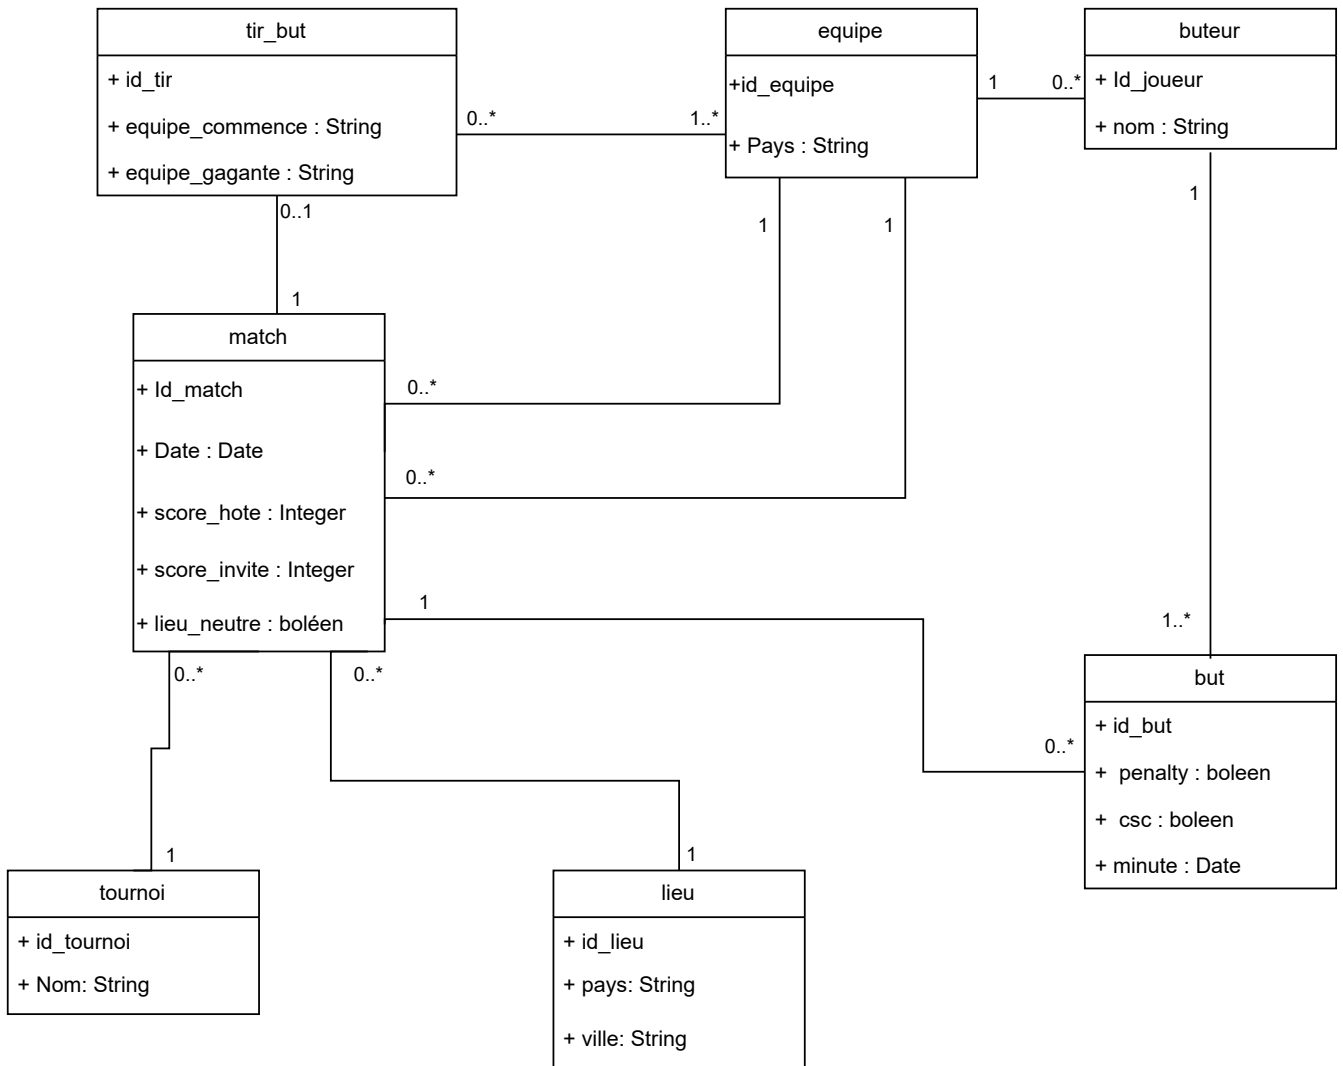 tir_but
+ id_tir
+ equipe_commence : String
+ equipe_gagante : String
0..*
1..*
equipe
+id_equipe
+ Pays : String
1
0..*
buteur
+ Id_joueur
+ nom : String
0..1
1
1
1
1
match
+ Id_match
+ Date : Date
+ score_hote : Integer
+ score_invite : Integer
+ lieu_neutre : boléen
0..*
0..*
1
1..*
0..*
0..*
0..*
but
+ id_but
+ penalty : boleen
+ csc : boleen
+ minute : Date
1
1
tournoi
+ id_tournoi
+ Nom: String
lieu
+ id_lieu
+ pays: String
+ ville: String